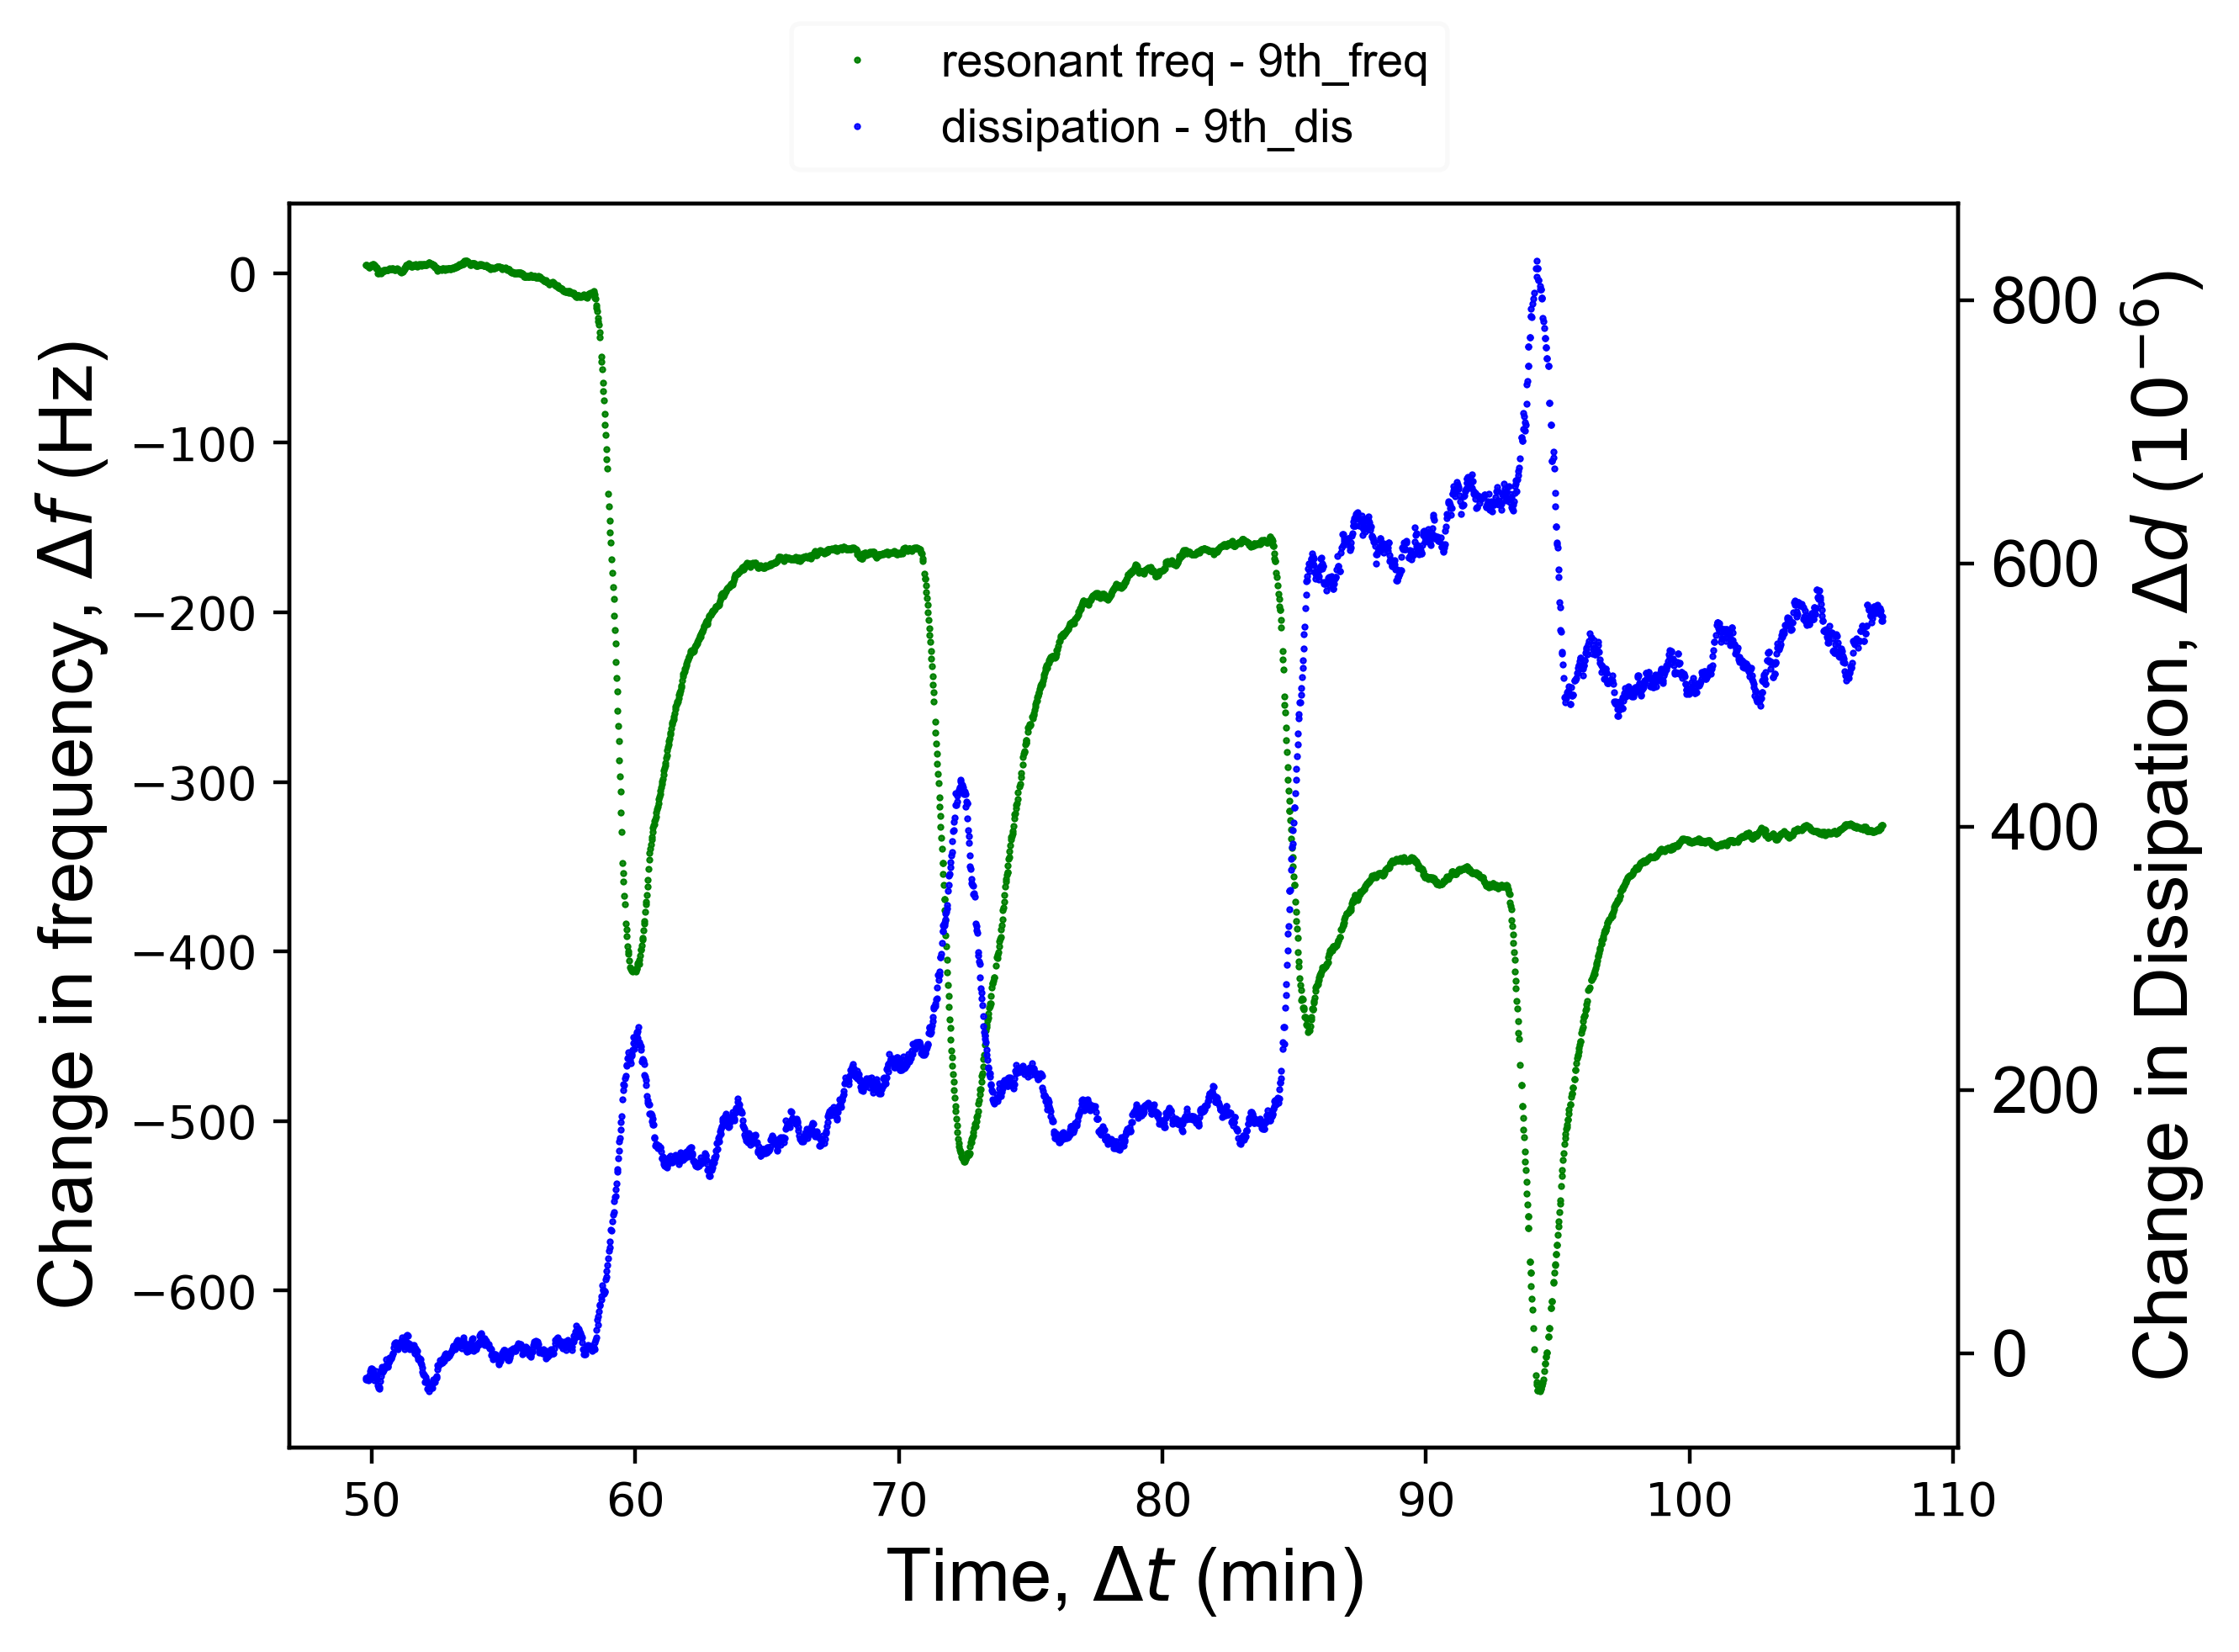 resonant freq - 9th_freq
dissipation - 9th_dis
Change in frequency, Δf (Hz)
0
−100
−200
−300
−400
−500
−600
800
600
400
200
0
Change in Dissipation, Δd (10⁻⁶)
50 60 70 80 90 100 110
Time, Δt (min)